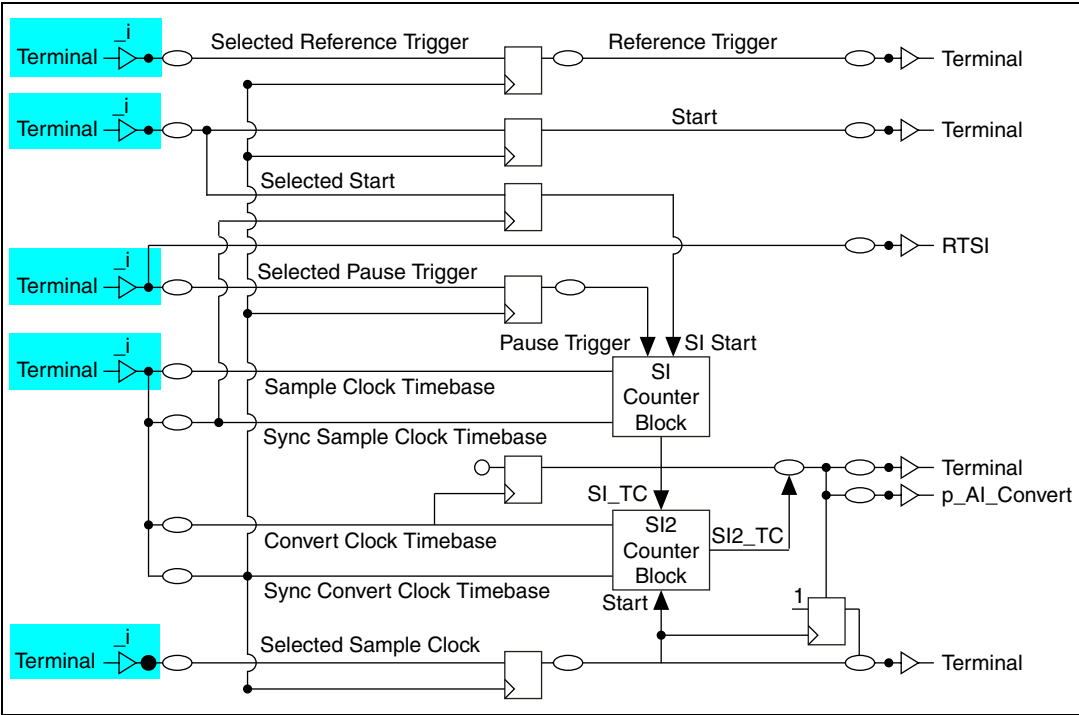 _i
Terminal
Selected Reference Trigger
Reference Trigger
Terminal
_i
Terminal
Start
Terminal
Selected Start
RTSI
_i
Terminal
Selected Pause Trigger
Pause Trigger
SI Start
_i
Terminal
Sample Clock Timebase
SI
Counter
Block
Sync Sample Clock Timebase
Terminal
SI_TC
p_AI_Convert
Convert Clock Timebase
SI2
Counter
Block
SI2_TC
Sync Convert Clock Timebase
Start
1
_i
Terminal
Selected Sample Clock
Terminal